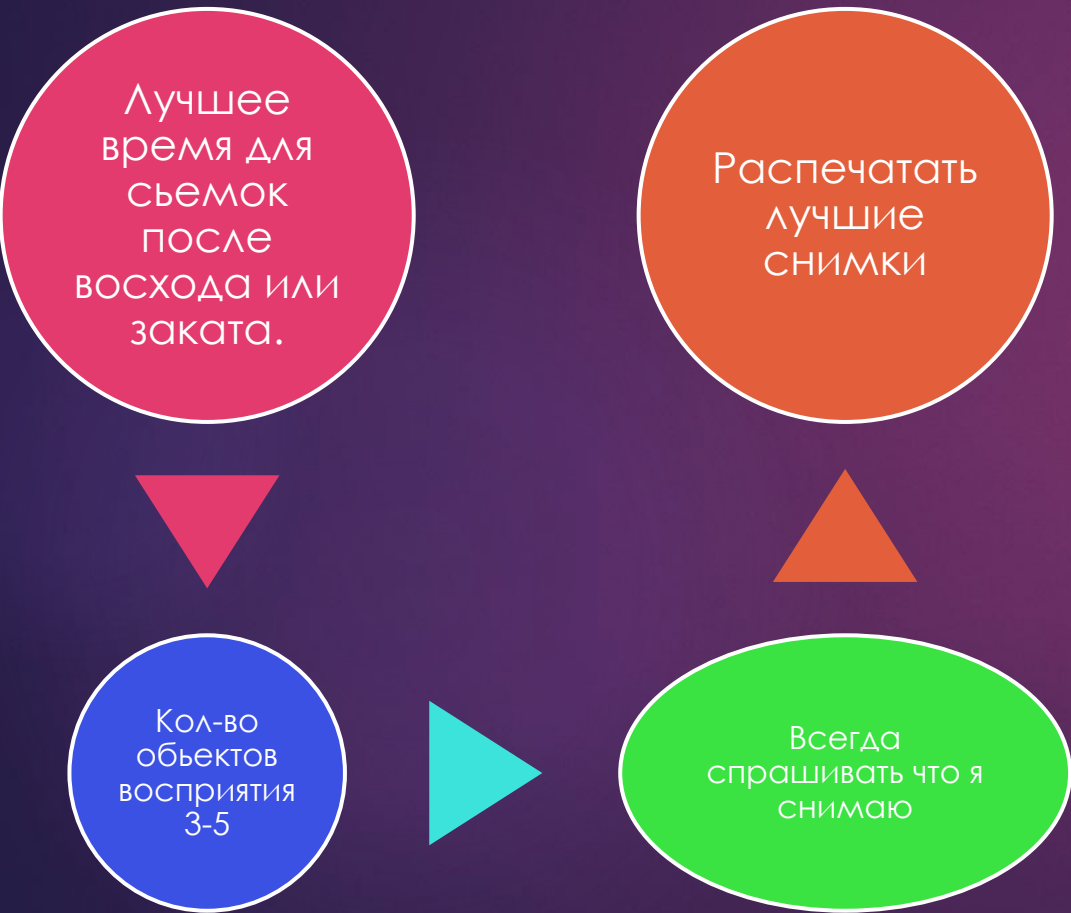 Лучшее
время для
сьемок
после
восхода или
заката.
Кол-во
обьектов
восприятия
3-5
Всегда
спрашивать что я
снимаю
Распечатать
лучшие
снимки